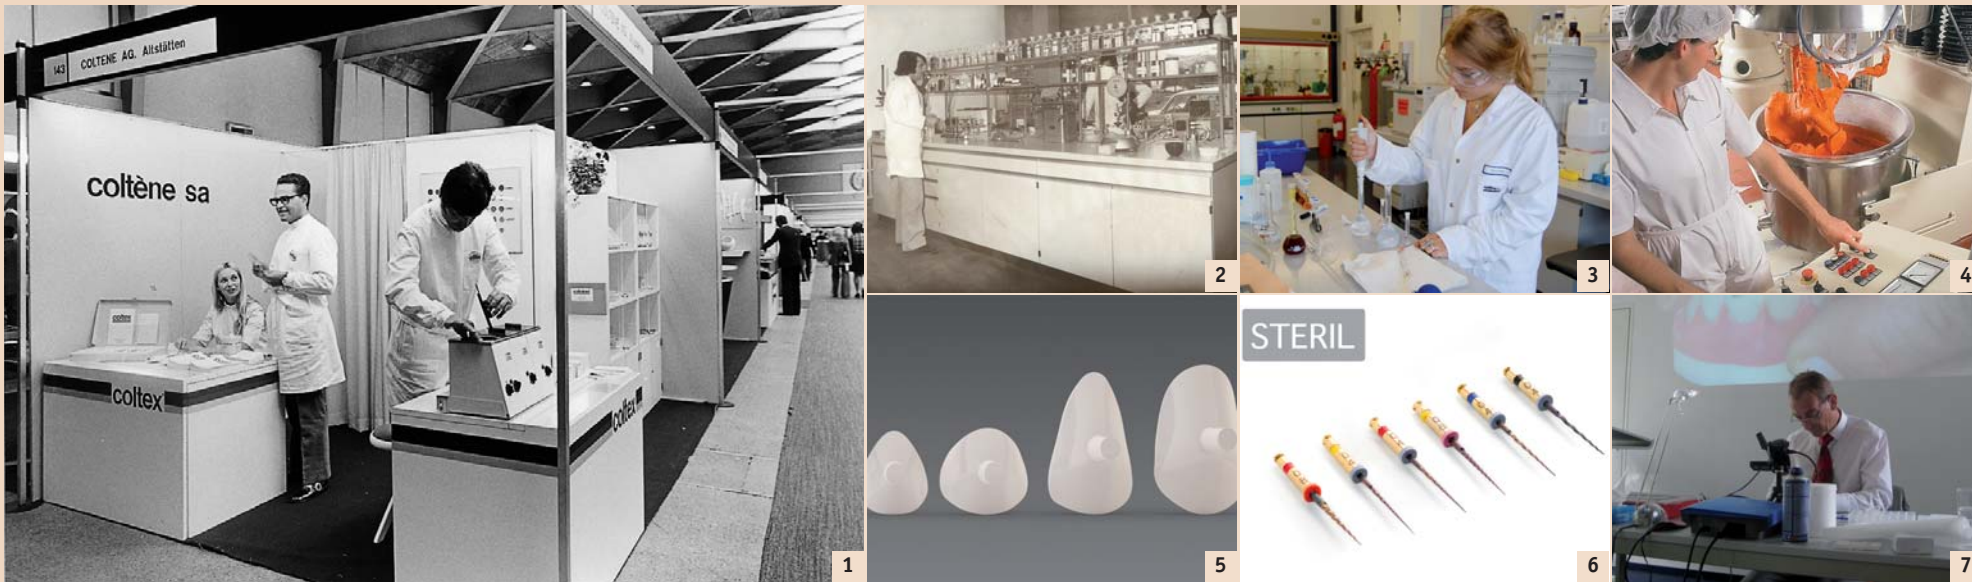 143 COLTENE AG. Altstätten
coltène sa
coltex
coltex
1
2
3
4
5
STERIL
6
7